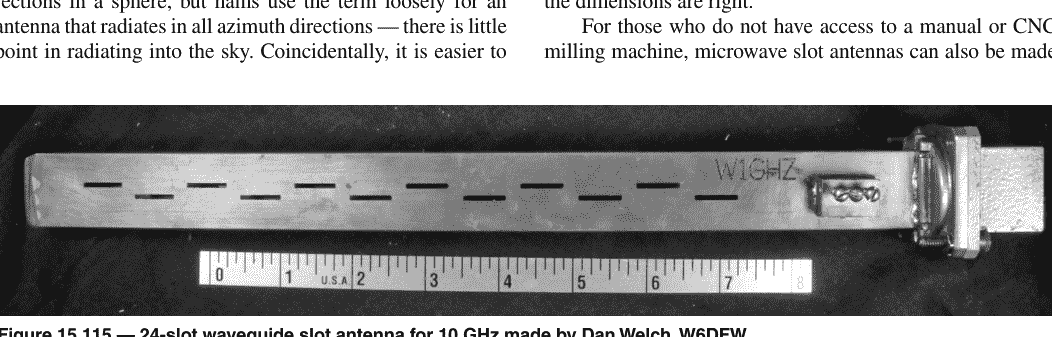 ections in a sphere, but hams use the term loosely for an
antenna that radiates in all azimuth directions — there is little
point in radiating into the sky. Coincidentally, it is easier to
the dimensions are right.
For those who do not have access to a manual or CNC
milling machine, microwave slot antennas can also be made
W1GHZ
0 1 U.S.A. 2 3 4 5 6 7 8
Figure 15.115 — 24-slot waveguide slot antenna for 10 GHz made by Dan Welch, W6DFW